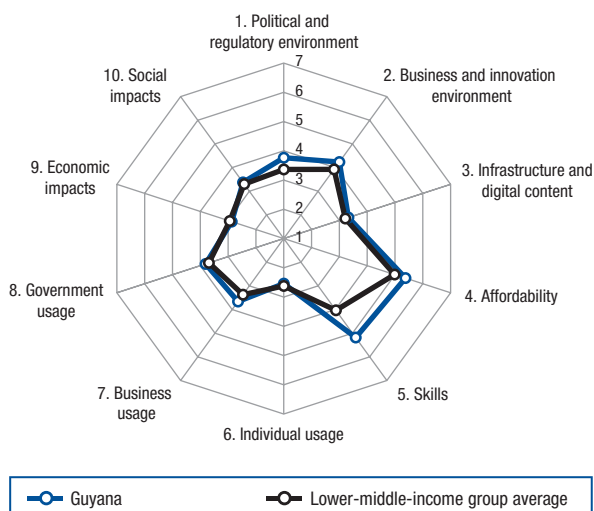 1. Political and
regulatory environment
2. Business and innovation
environment
3. Infrastructure and
digital content
4. Affordability
5. Skills
6. Individual usage
7. Business
usage
8. Government
usage
9. Economic
impacts
10. Social
impacts
7
6
5
4
3
2
1
Guyana
Lower-middle-income group average